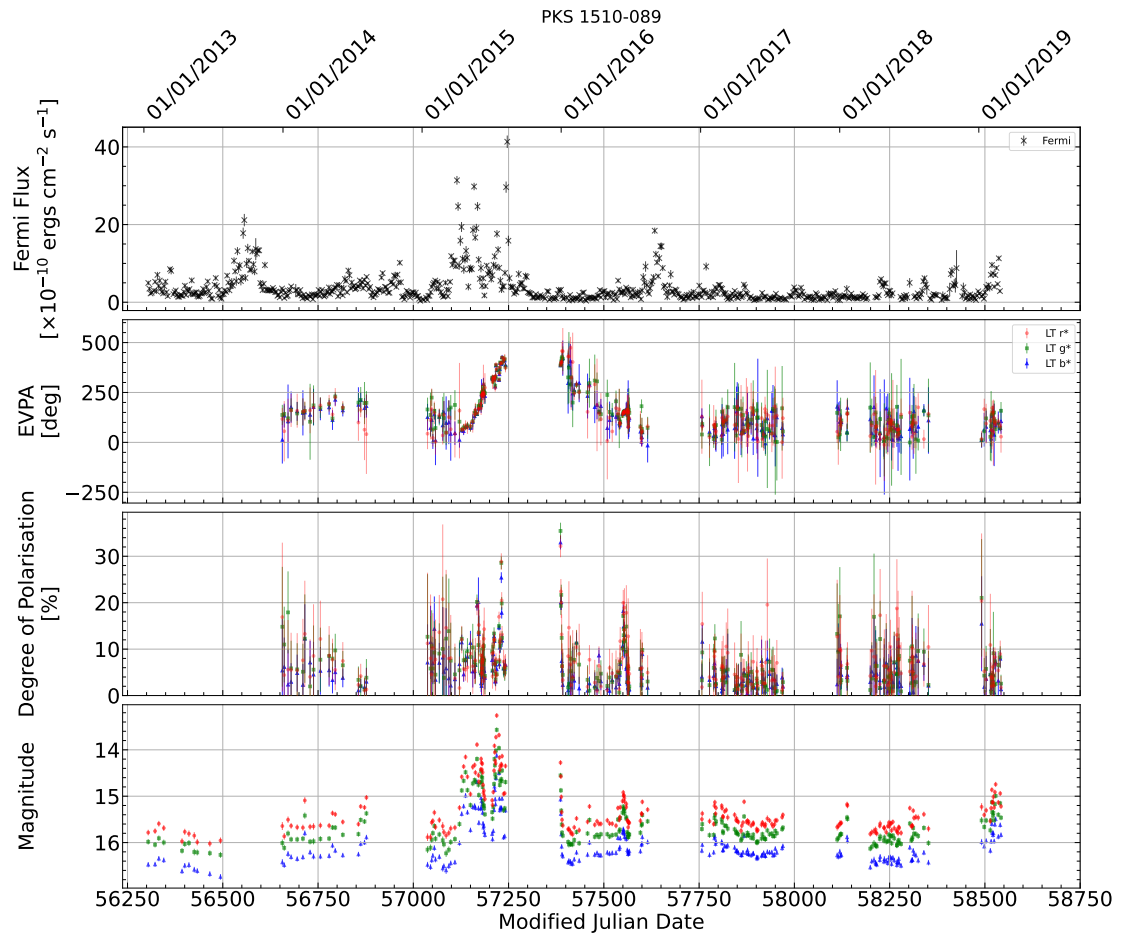 PKS 1510-089
01/01/2013 01/01/2014 01/01/2015 01/01/2016 01/01/2017 01/01/2018 01/01/2019
Fermi Flux
[×10⁻¹⁰ ergs cm⁻² s⁻¹]
40
20
0
Fermi
EVPA
[deg]
500
250
0
−250
LT r*
LT g*
LT b*
Degree of Polarisation
[%]
30
20
10
0
Magnitude
14
15
16
56250 56500 56750 57000 57250 57500 57750 58000 58250 58500 58750
Modified Julian Date